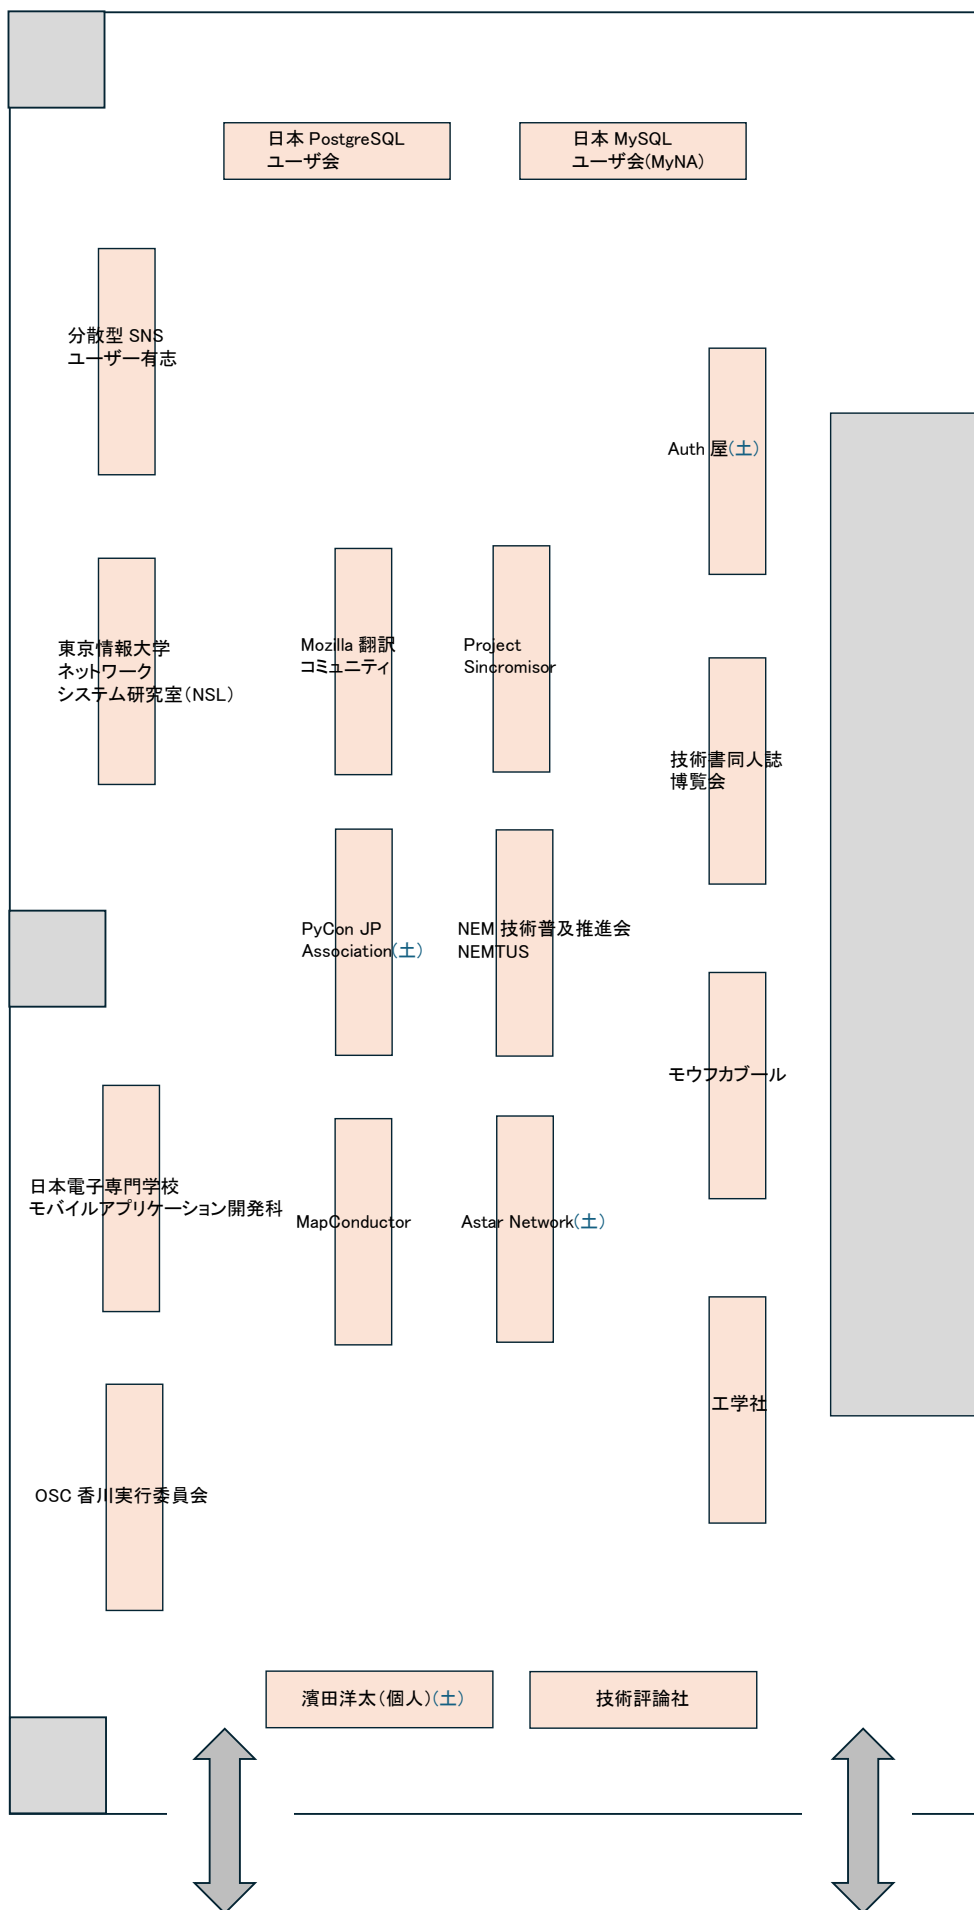 日本 PostgreSQL
ユーザ会
日本 MySQL
ユーザ会(MyNA)
分散型 SNS
ユーザー有志
Auth 屋(土)
東京情報大学
ネットワーク
システム研究室(NSL)
Mozilla 翻訳
コミュニティ
Project
Sincromisor
技術書同人誌
博覧会
PyCon JP
Association(土)
NEM 技術普及推進会
NEMTUS
モウフカブール
日本電子専門学校
モバイルアプリケーション開発科
MapConductor
Astar Network(土)
工学社
OSC 香川実行委員会
濱田洋太(個人)(土)
技術評論社